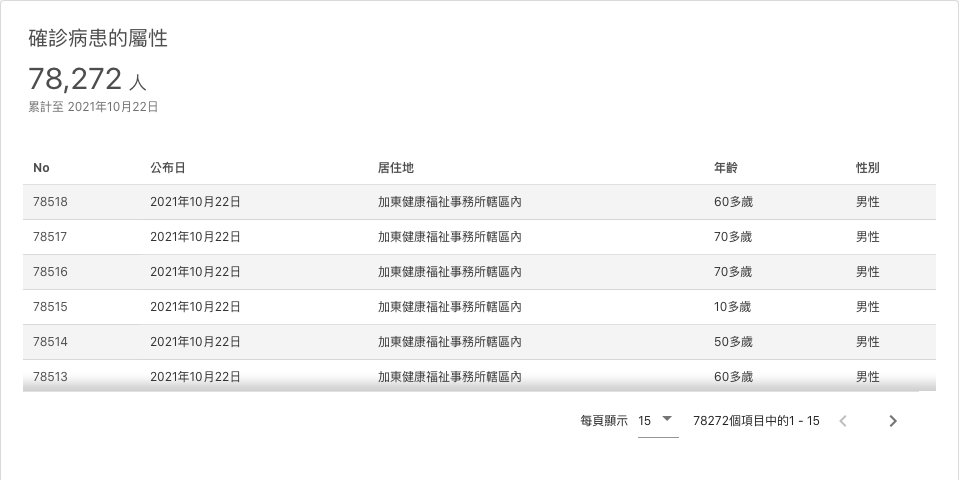 確診病患的屬性
78,272 人
累計至 2021年10月22日
No 公布日 居住地 年齡 性別
78518 2021年10月22日 加東健康福祉事務所轄區內 60多歲 男性
78517 2021年10月22日 加東健康福祉事務所轄區內 70多歲 男性
78516 2021年10月22日 加東健康福祉事務所轄區內 70多歲 男性
78515 2021年10月22日 加東健康福祉事務所轄區內 10多歲 男性
78514 2021年10月22日 加東健康福祉事務所轄區內 50多歲 男性
78513 2021年10月22日 加東健康福祉事務所轄區內 60多歲 男性
每頁顯示 15 78272個項目中的1 - 15